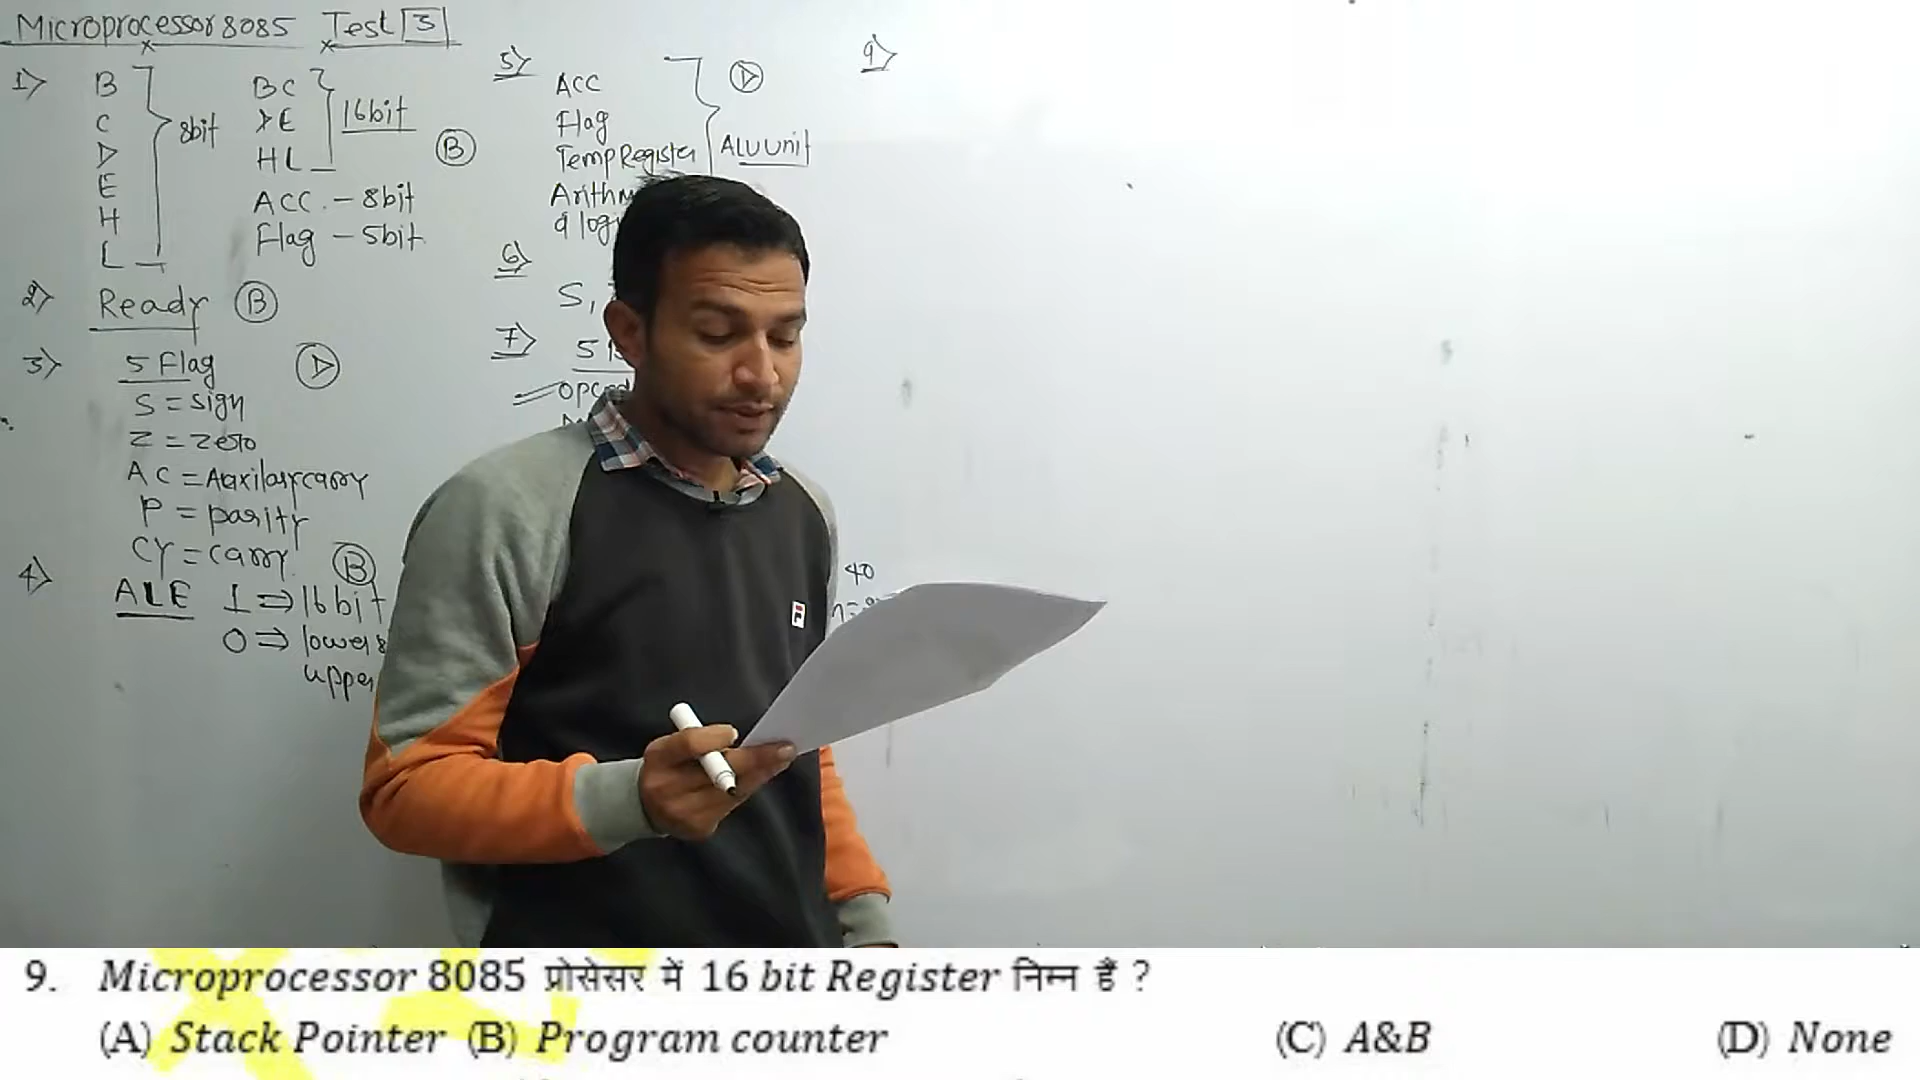 Microprocessor 8085 Test 3
1) B
C
D
E
H
L
8bit
BC
DE
HL
16bit
B
ACC - 8bit
Flag - 5bit
2) Ready B
3) 5 Flag D
S = sign
Z = zero
AC = Auxilary carry
P = parity
CY = carry
4) B
ALE 1 ⇒ 16bit
0 ⇒ lower 8
upper
5) ACC
Flag
Temp Register
D
ALU Unit
6)
S,
7)
9)
40
F
9. Microprocessor 8085 प्रोसेसर में 16 bit Register निम्न हैं ?
(A) Stack Pointer (B) Program counter (C) A&B (D) None